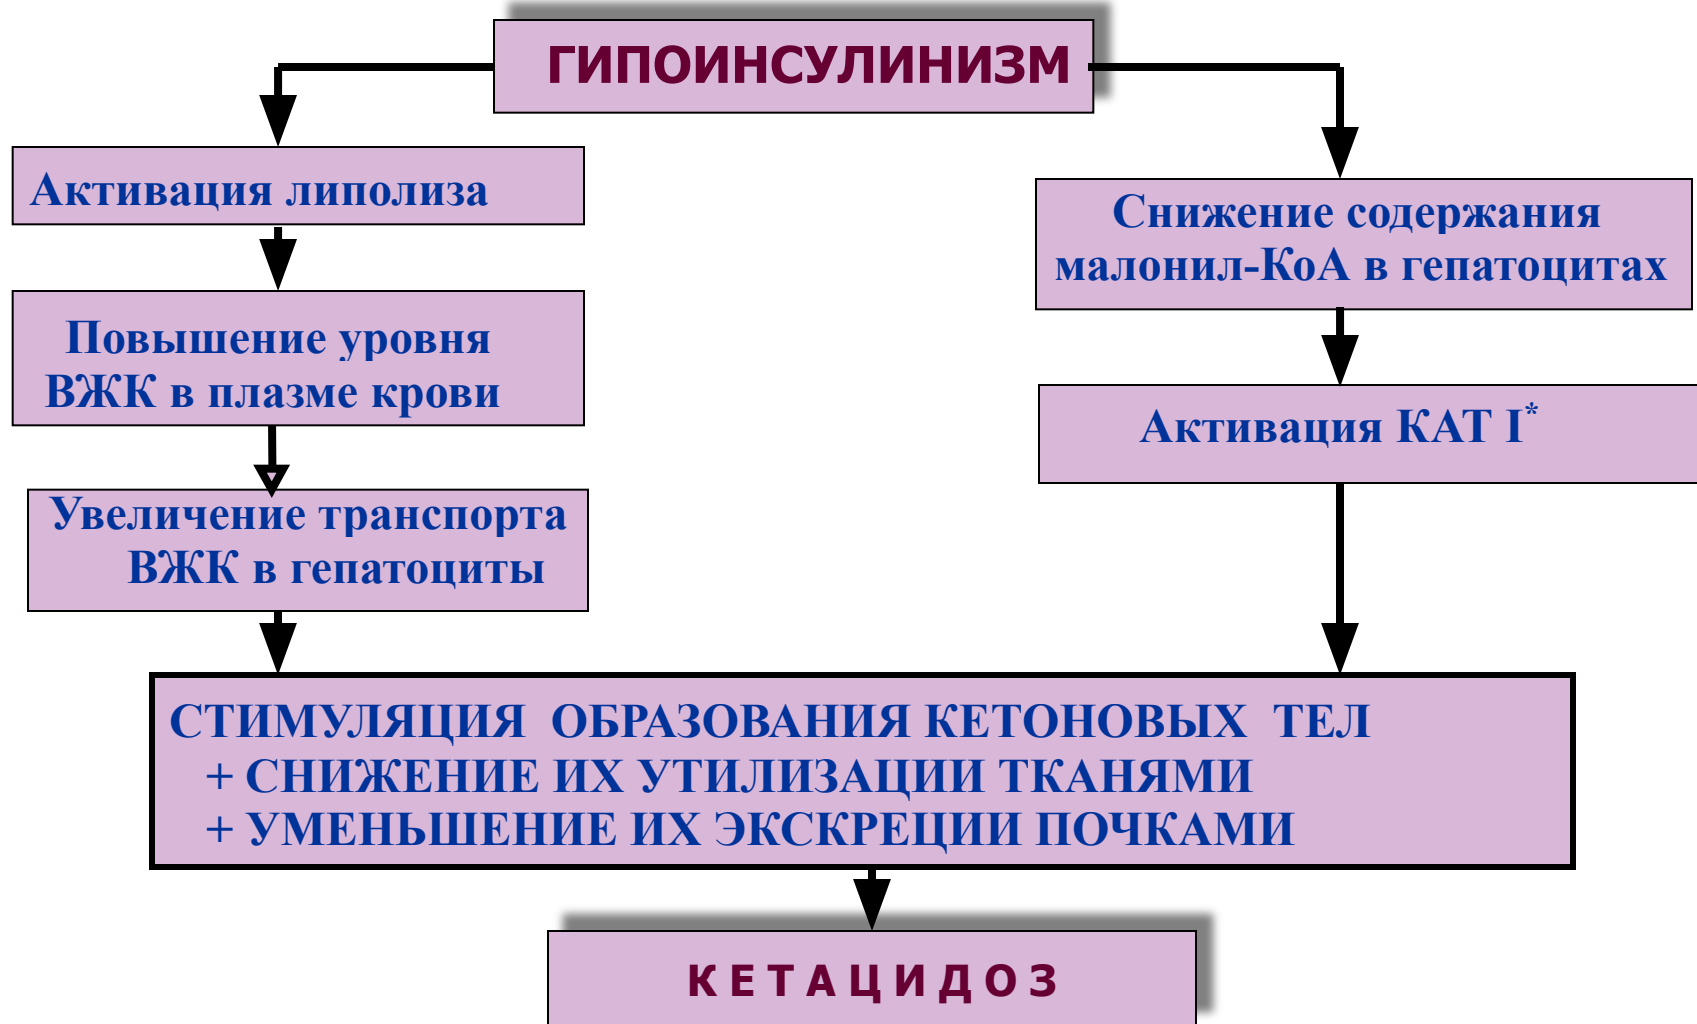 ГИПОИНСУЛИНИЗМ
Активация липолиза
Повышение уровня
ВЖК в плазме крови
Увеличение транспорта
ВЖК в гепатоциты
Снижение содержания
малонил-КоА в гепатоцитах
Активация КАТ I*
СТИМУЛЯЦИЯ ОБРАЗОВАНИЯ КЕТОНОВЫХ ТЕЛ
+ СНИЖЕНИЕ ИХ УТИЛИЗАЦИИ ТКАНЯМИ
+ УМЕНЬШЕНИЕ ИХ ЭКСКРЕЦИИ ПОЧКАМИ
КЕТАЦИДОЗ